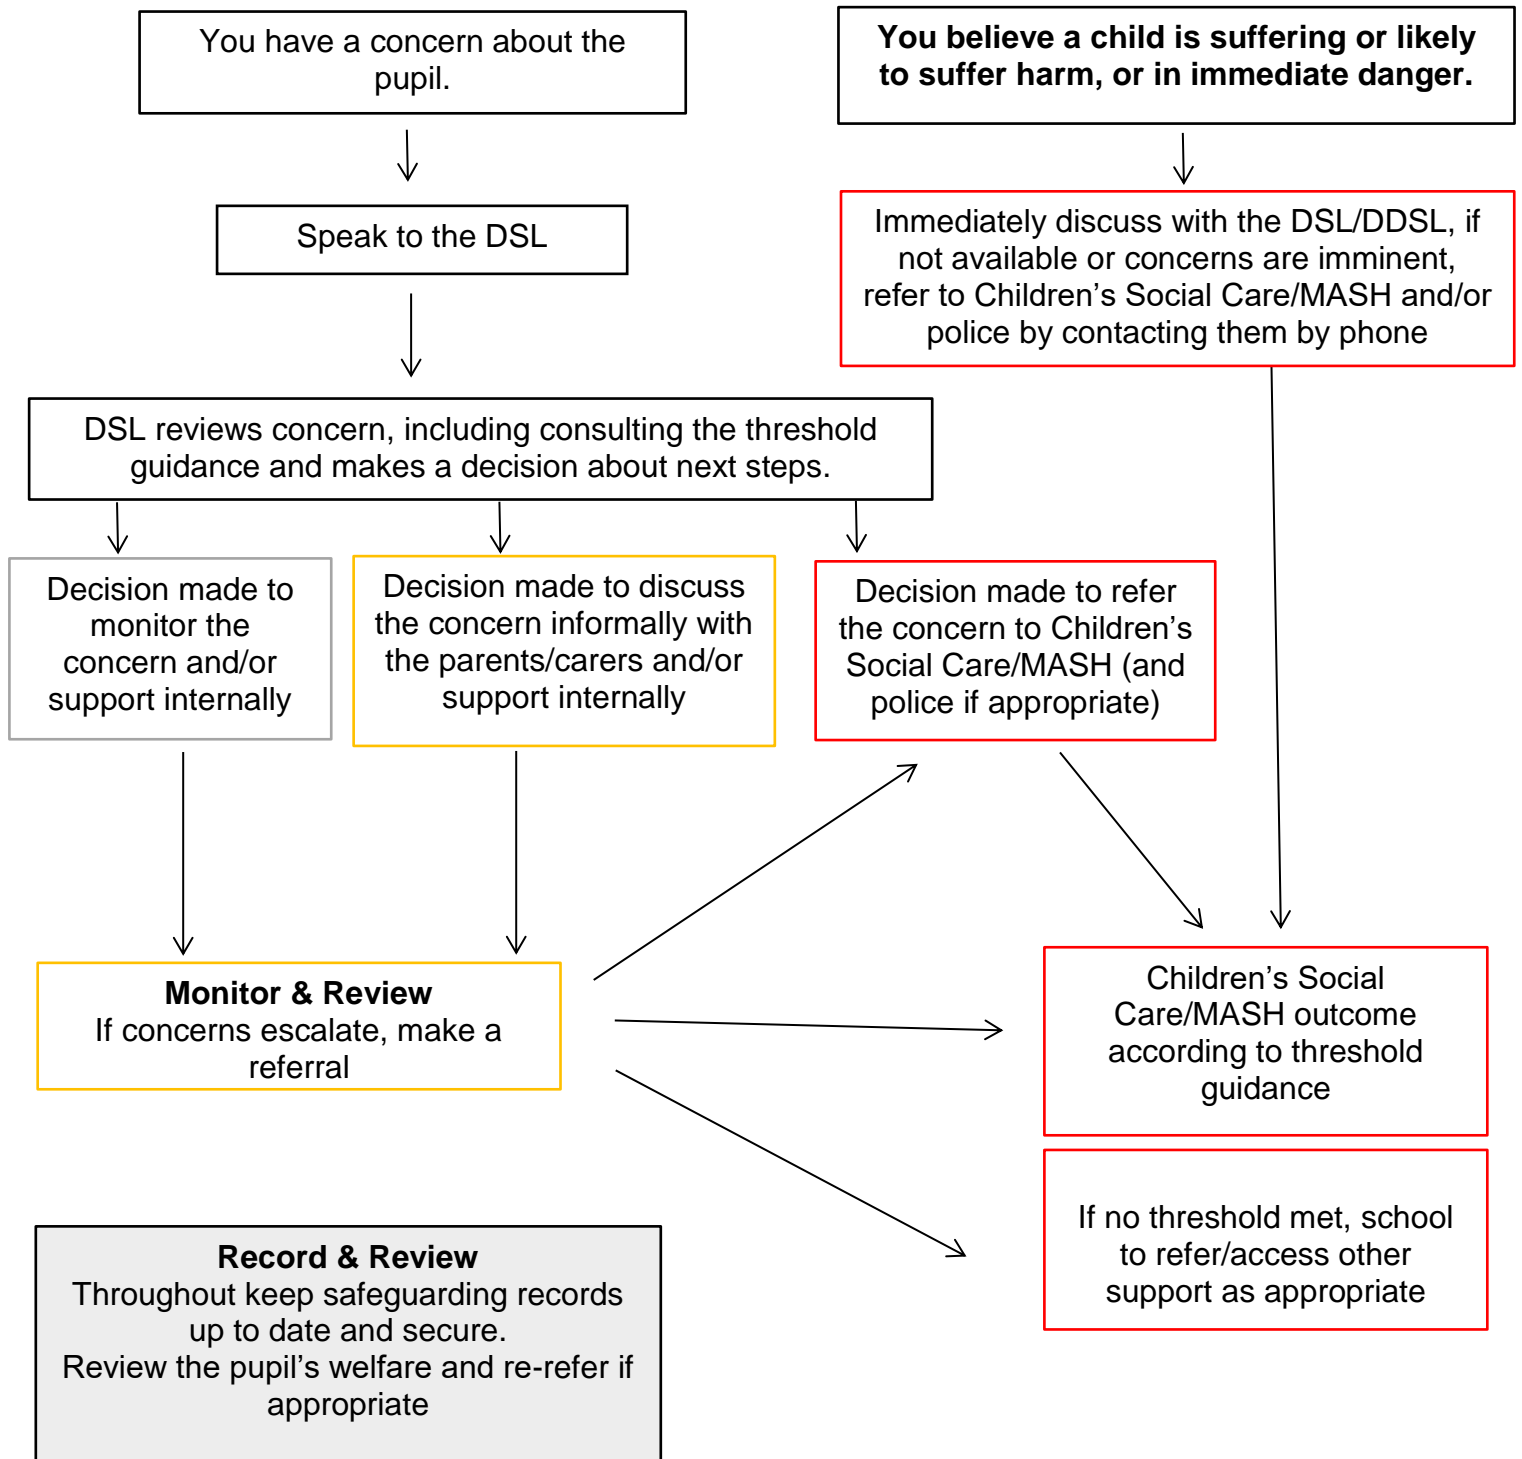 You have a concern about the
pupil.
You believe a child is suffering or likely
to suffer harm, or in immediate danger.
Speak to the DSL
Immediately discuss with the DSL/DDSL, if
not available or concerns are imminent,
refer to Children’s Social Care/MASH and/or
police by contacting them by phone
DSL reviews concern, including consulting the threshold
guidance and makes a decision about next steps.
Decision made to
monitor the
concern and/or
support internally
Decision made to discuss
the concern informally with
the parents/carers and/or
support internally
Decision made to refer
the concern to Children’s
Social Care/MASH (and
police if appropriate)
Monitor & Review
If concerns escalate, make a
referral
Children’s Social
Care/MASH outcome
according to threshold
guidance
If no threshold met, school
to refer/access other
support as appropriate
Record & Review
Throughout keep safeguarding records
up to date and secure.
Review the pupil’s welfare and re-refer if
appropriate